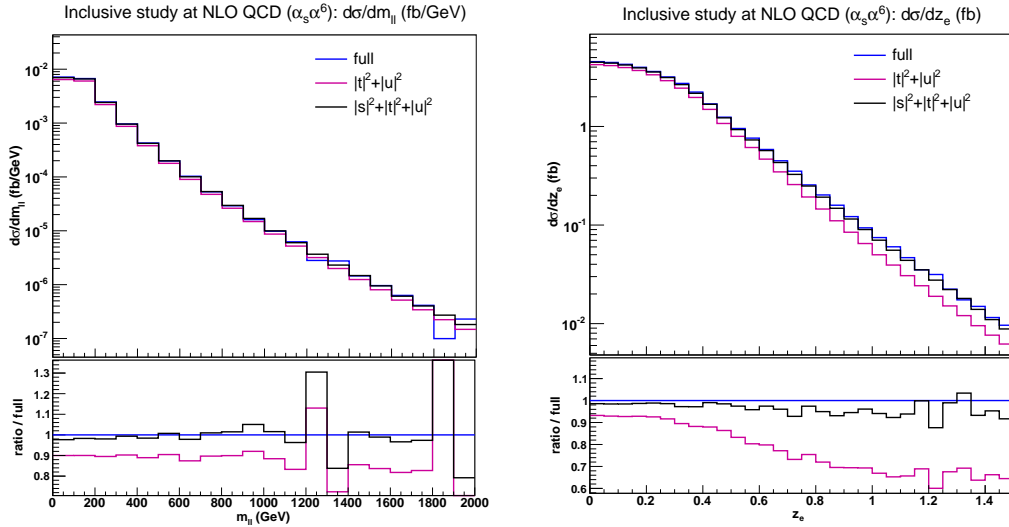 Inclusive study at NLO QCD (αₛα⁶): dσ/dmₗₗ (fb/GeV)
dσ/dmₗₗ (fb/GeV)
10⁻²
10⁻³
10⁻⁴
10⁻⁵
10⁻⁶
10⁻⁷
full
|t|²+|u|²
|s|²+|t|²+|u|²
ratio / full
1.3
1.2
1.1
1
0.9
0.8
0 200 400 600 800 1000 1200 1400 1600 1800 2000
mₗₗ (GeV)
Inclusive study at NLO QCD (αₛα⁶): dσ/dzₑ (fb)
dσ/dzₑ (fb)
1
10⁻¹
10⁻²
full
|t|²+|u|²
|s|²+|t|²+|u|²
ratio / full
1.1
1
0.9
0.8
0.7
0.6
0 0.2 0.4 0.6 0.8 1 1.2 1.4
zₑ